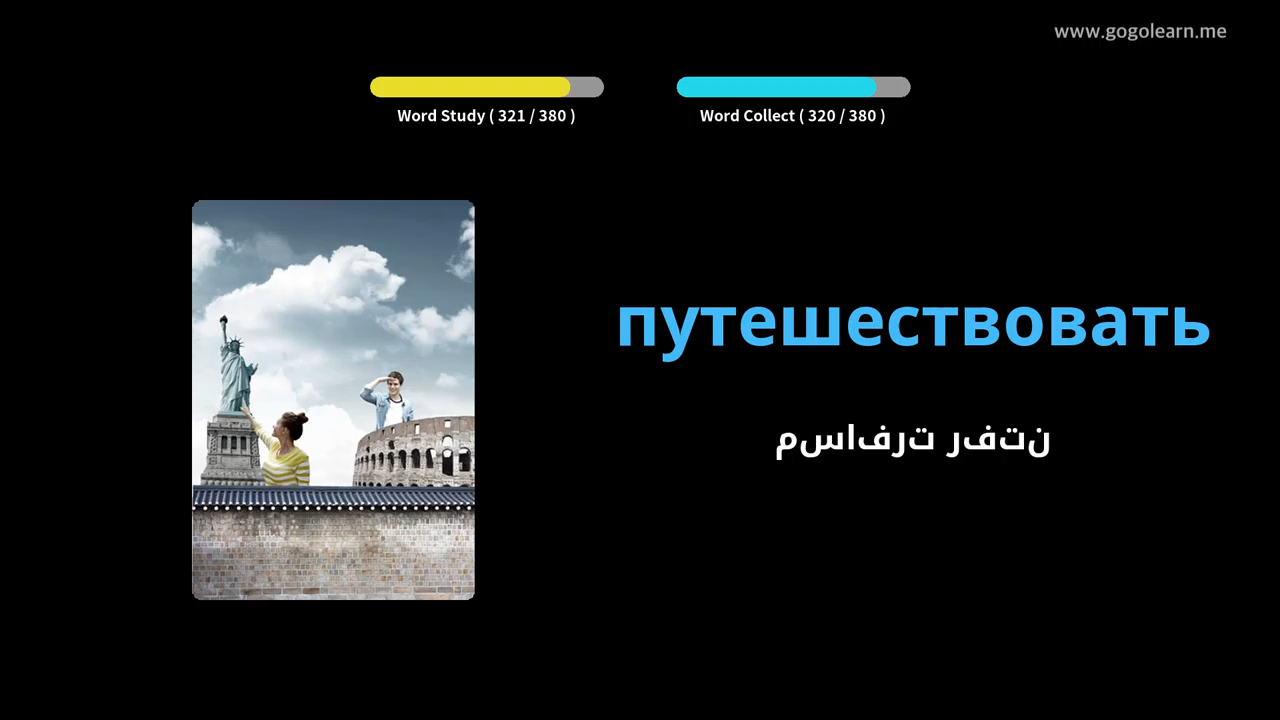 www.gogolearn.me
Word Study ( 321 / 380 )
Word Collect ( 320 / 380 )
путешествовать
مسافرت رفتن